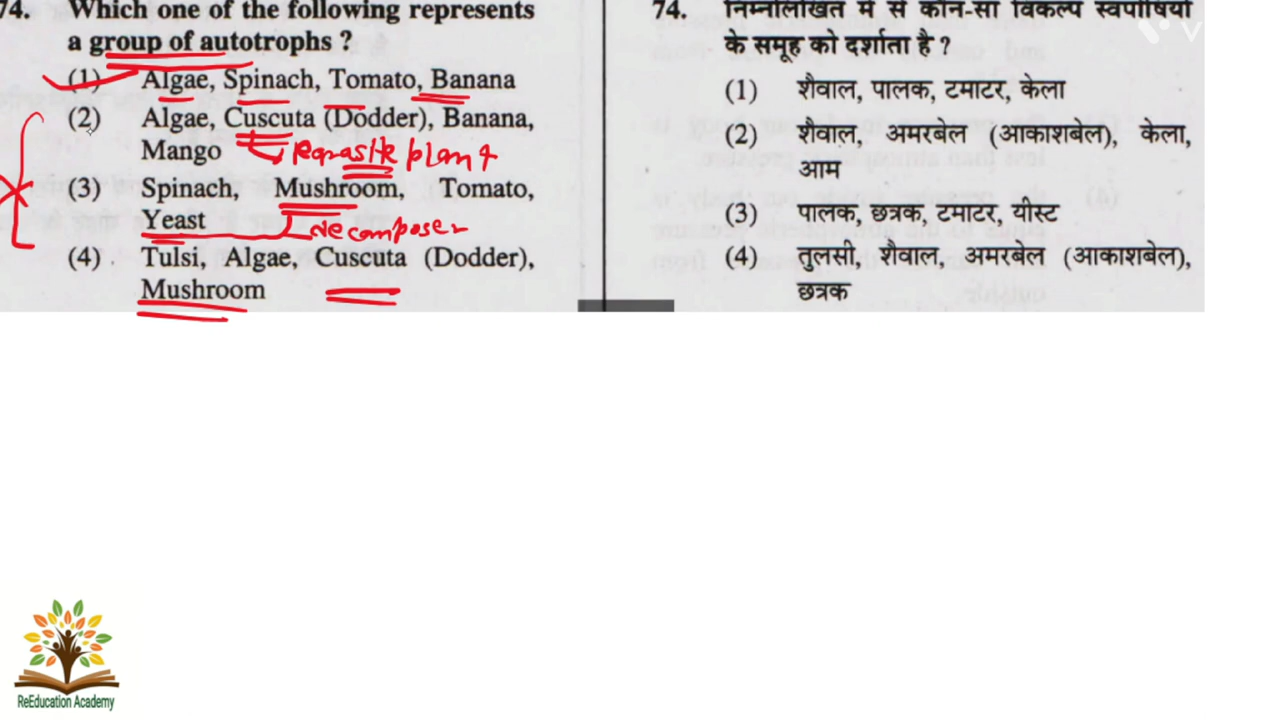 74. Which one of the following represents
a group of autotrophs ?
(1) Algae, Spinach, Tomato, Banana
(2) Algae, Cuscuta (Dodder), Banana,
Mango
Parasite plant
(3) Spinach, Mushroom, Tomato,
Yeast
decomposer
(4) Tulsi, Algae, Cuscuta (Dodder),
Mushroom
74. निम्नलिखित में से कौन-सा विकल्प स्वपोषियों
के समूह को दर्शाता है ?
(1) शैवाल, पालक, टमाटर, केला
(2) शैवाल, अमरबेल (आकाशबेल), केला,
आम
(3) पालक, छत्रक, टमाटर, यीस्ट
(4) तुलसी, शैवाल, अमरबेल (आकाशबेल),
छत्रक
ReEducation Academy